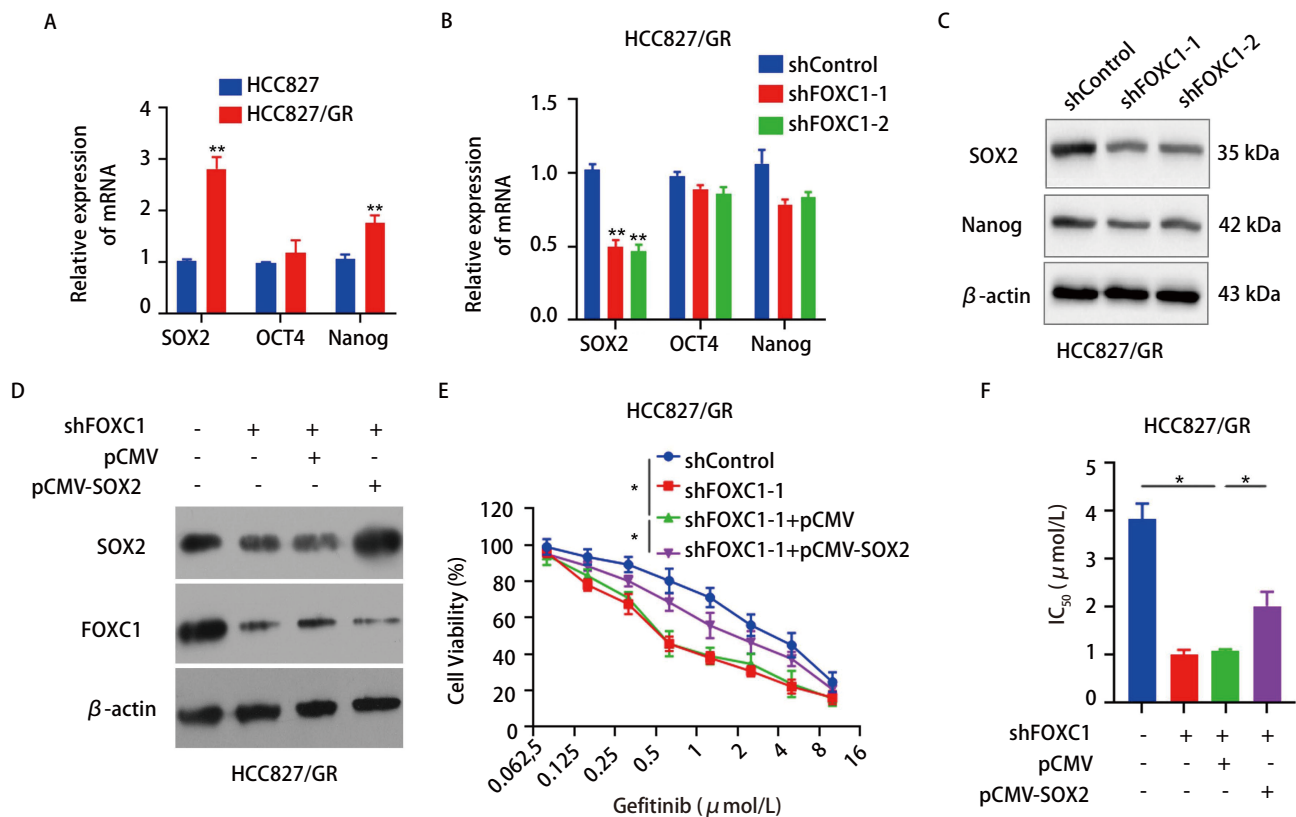 A
HCC827
HCC827/GR
Relative expression
of mRNA
4
3
2
1
0
**
**
SOX2 OCT4 Nanog
B
HCC827/GR
shControl
shFOXC1-1
shFOXC1-2
Relative expression
of mRNA
1.5
1.0
0.5
0.0
** **
SOX2 OCT4 Nanog
C
shControl shFOXC1-1 shFOXC1-2
SOX2 35 kDa
Nanog 42 kDa
β-actin 43 kDa
HCC827/GR
D
shFOXC1 - + + +
pCMV - - + -
pCMV-SOX2 - - - +
SOX2
FOXC1
β-actin
HCC827/GR
E
HCC827/GR
shControl
* shFOXC1-1
shFOXC1-1+pCMV
* shFOXC1-1+pCMV-SOX2
Cell Viability (%)
120
100
80
60
40
20
0
0.062,5 0.125 0.25 0.5 1 2 4 8 16
Gefitinib (μmol/L)
F
HCC827/GR
IC50 (μmol/L)
5
4
3
2
1
0
* *
shFOXC1 - + + +
pCMV - - + -
pCMV-SOX2 - - - +